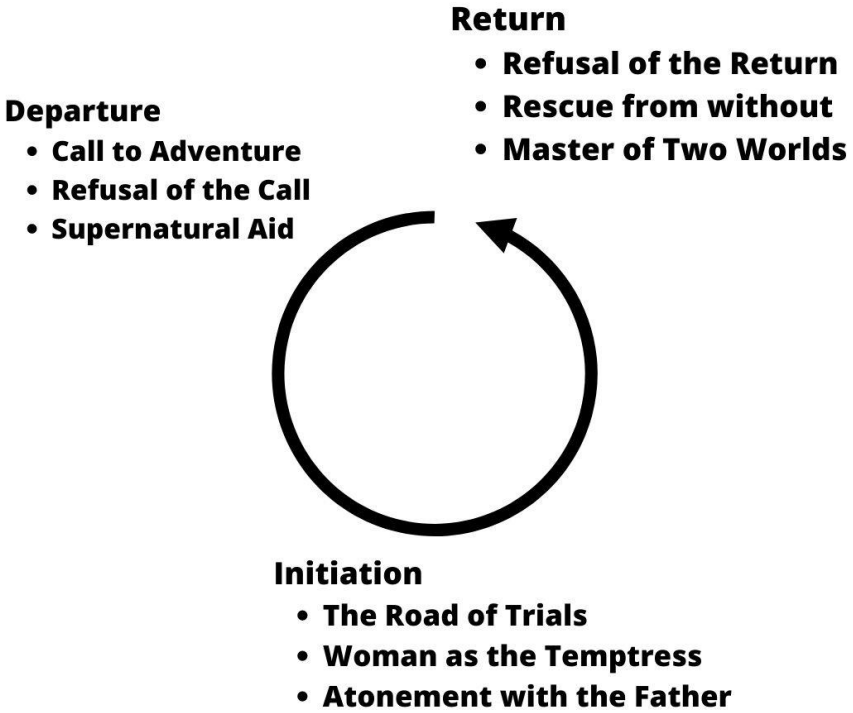 Return
• Refusal of the Return
• Rescue from without
• Master of Two Worlds
Departure
• Call to Adventure
• Refusal of the Call
• Supernatural Aid
Initiation
• The Road of Trials
• Woman as the Temptress
• Atonement with the Father